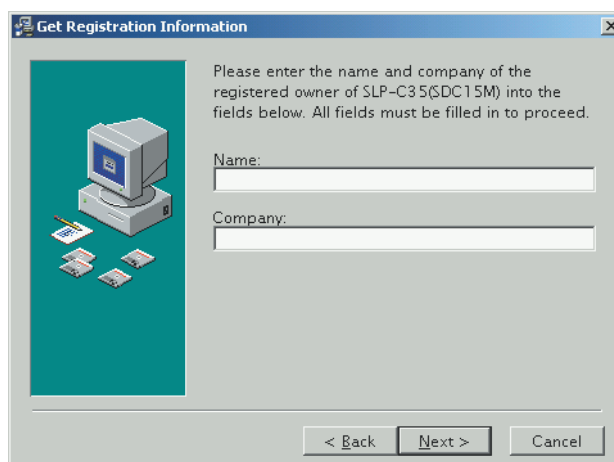 Get Registration Information
Please enter the name and company of the
registered owner of SLP-C35(SDC15M) into the
fields below. All fields must be filled in to proceed.
Name:
Company:
< Back
Next >
Cancel